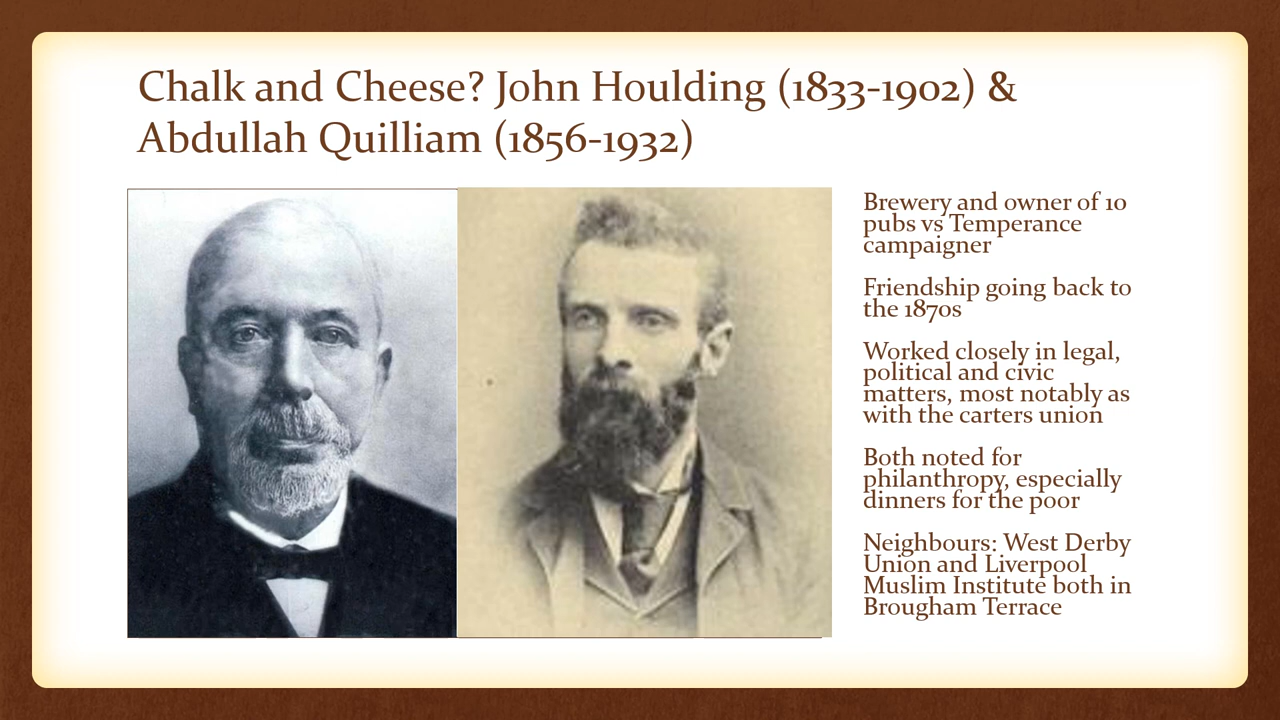 Chalk and Cheese? John Houlding (1833-1902) &
Abdullah Quilliam (1856-1932)
Brewery and owner of 10
pubs vs Temperance
campaigner
Friendship going back to
the 1870s
Worked closely in legal,
political and civic
matters, most notably as
with the carters union
Both noted for
philanthropy, especially
dinners for the poor
Neighbours: West Derby
Union and Liverpool
Muslim Institute both in
Brougham Terrace